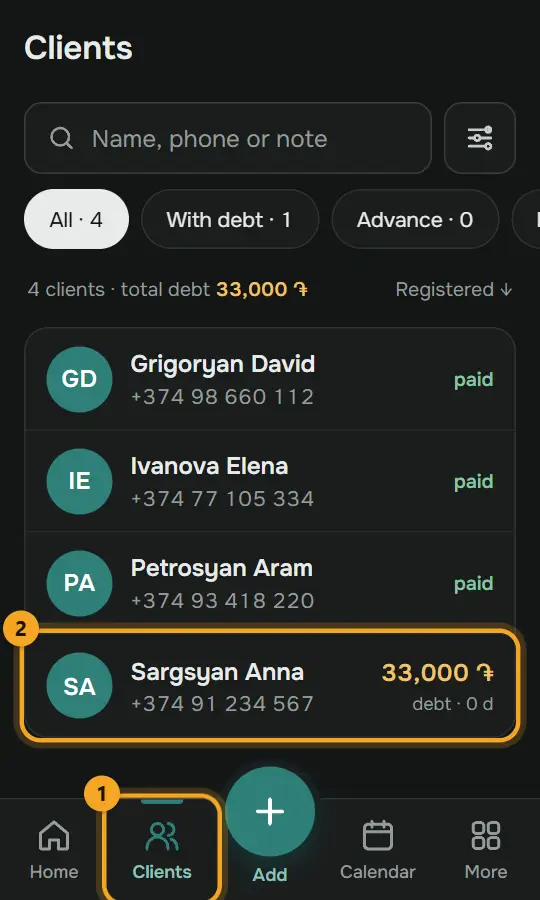 Clients
Name, phone or note
All · 4
With debt · 1
Advance · 0
4 clients · total debt 33,000 ֏
Registered ↓
GD
Grigoryan David
+374 98 660 112
paid
IE
Ivanova Elena
+374 77 105 334
paid
PA
Petrosyan Aram
+374 93 418 220
paid
2
SA
Sargsyan Anna
+374 91 234 567
33,000 ֏
debt · 0 d
1
Home
Clients
Add
Calendar
More